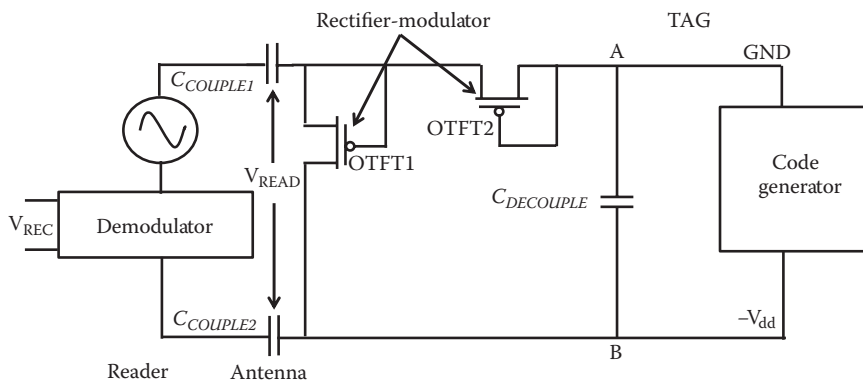 Rectifier-modulator
TAG
A
GND
C_COUPLE1
OTFT2
OTFT1
V_READ
V_REC
Demodulator
C_DECOUPLE
Code
generator
C_COUPLE2
–V_dd
B
Reader
Antenna